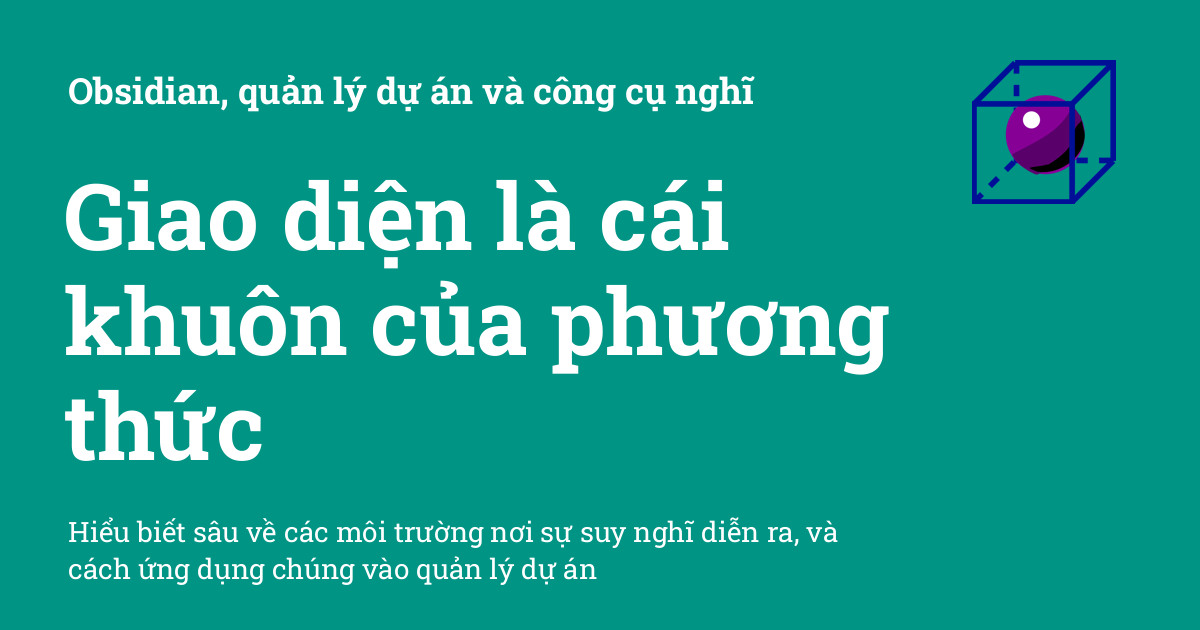 Obsidian, quản lý dự án và công cụ nghĩ
Giao diện là cái
khuôn của phương
thức
Hiểu biết sâu về các môi trường nơi sự suy nghĩ diễn ra, và
cách ứng dụng chúng vào quản lý dự án